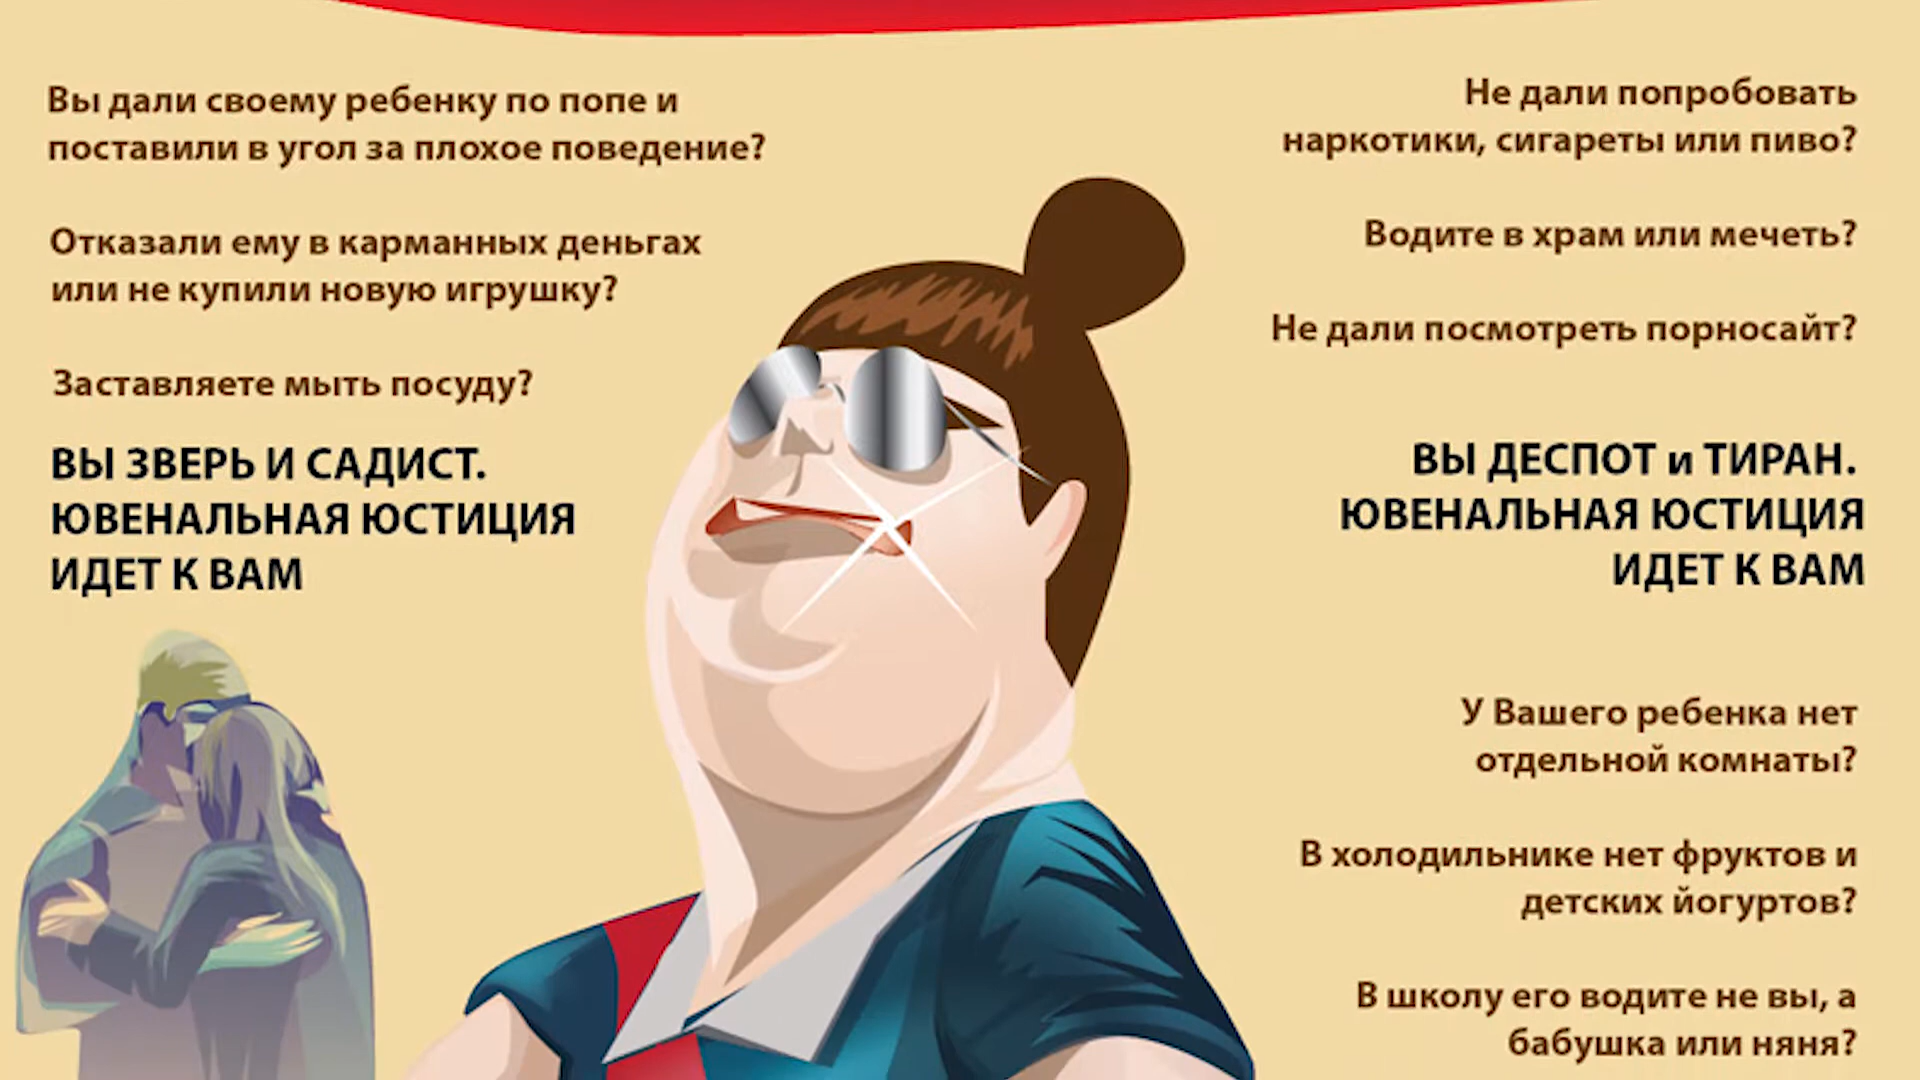 Вы дали своему ребенку по попе и
поставили в угол за плохое поведение?
Отказали ему в карманных деньгах
или не купили новую игрушку?
Заставляете мыть посуду?
ВЫ ЗВЕРЬ И САДИСТ.
ЮВЕНАЛЬНАЯ ЮСТИЦИЯ
ИДЕТ К ВАМ
Не дали попробовать
наркотики, сигареты или пиво?
Водите в храм или мечеть?
Не дали посмотреть порносайт?
ВЫ ДЕСПОТ и ТИРАН.
ЮВЕНАЛЬНАЯ ЮСТИЦИЯ
ИДЕТ К ВАМ
У Вашего ребенка нет
отдельной комнаты?
В холодильнике нет фруктов и
детских йогуртов?
В школу его водите не вы, а
бабушка или няня?